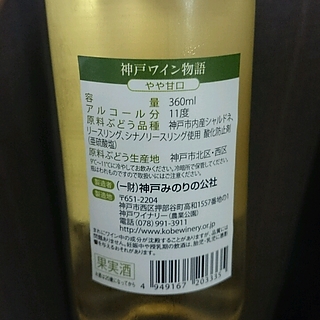 神戸ワイン物語
やや甘口
容 量 360ml
アルコール分 11度
原料ぶどう品種 神戸市内産シャルドネ、
リースリング、シナノリースリング使用 酸化防止剤
(亜硫酸塩)
原料ぶどう生産地 神戸市北区・西区
製造者 (一財)神戸みのりの公社
製造地 〒651-2204
神戸市西区押部谷町高和1557-1
神戸ワイナリー(農業公園)
電話(078)991-3911
http://www.kobewinery.or.jp
果実酒
4 949167 203335